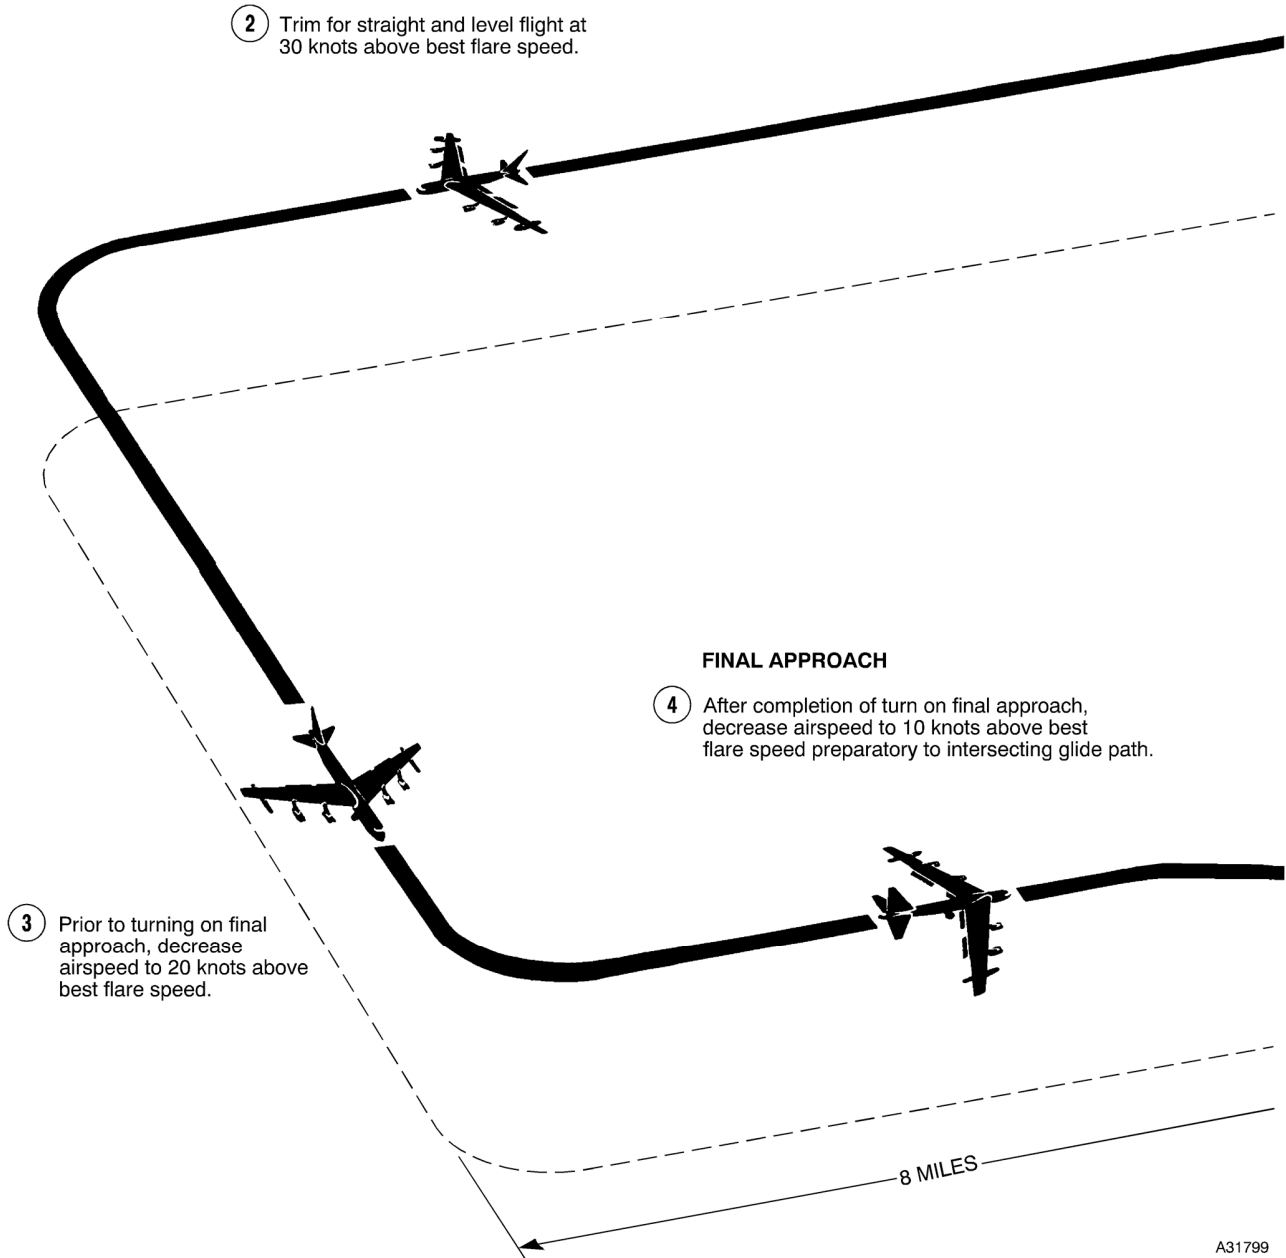 2 Trim for straight and level flight at
30 knots above best flare speed.
FINAL APPROACH
4 After completion of turn on final approach,
decrease airspeed to 10 knots above best
flare speed preparatory to intersecting glide path.
3 Prior to turning on final
approach, decrease
airspeed to 20 knots above
best flare speed.
8 MILES
A31799